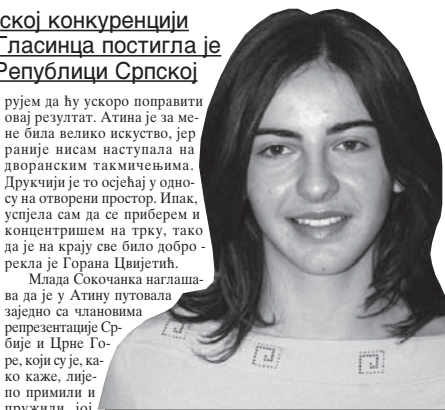 ској конкуренцији
Гласинца постигла је
Републици Српској
рујем да ћу ускоро поправити
овај резултат. Атина је за ме-
не била велико искуство, јер
раније нисам наступала на
дворанским такмичењима.
Друкчији је то осјећај у одно-
су на отворени простор. Ипак,
успјела сам да се приберем и
концентришем на трку, тако
да је на крају све било добро -
рекла је Горана Цвијетић.
Млада Сокочанка наглаша-
ва да је у Атину путовала
заједно са члановима
репрезентације Ср-
бије и Црне Го-
ре, који су је, ка-
ко каже, лије-
по примили и
пружили јој